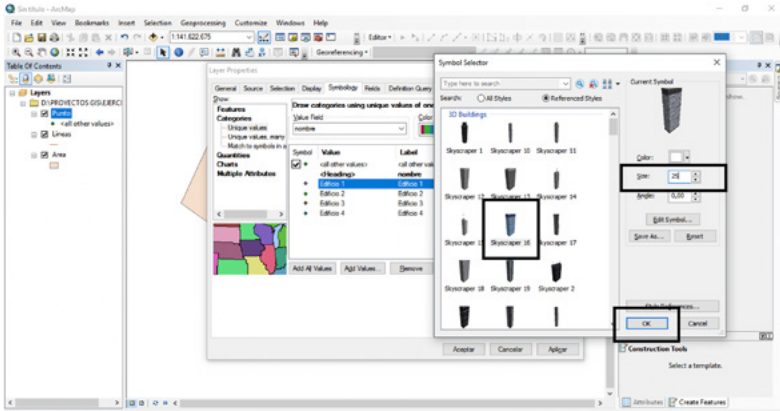 Sin título - ArcMap
File Edit View Bookmarks Insert Selection Geoprocessing Customize Windows Help
1:141.622.675
Editor
Georeferencing
Table Of Contents
Layers
D:\PROYECTOS GIS\EJERCI
Punto
<all other values>
Lineas
Area
Layer Properties
General Source Selection Display Symbology Fields Definition Query
Show:
Features
Categories
Unique values
Unique values, many
Match to symbols in a
Quantities
Charts
Multiple Attributes
Draw categories using unique values of one
Value Field
nombre
Symbol Value Label
<all other values> <all other val
<Heading> nombre
Edificio 1 Edificio 1
Edificio 2 Edificio 2
Edificio 3 Edificio 3
Edificio 4 Edificio 4
Add All Values Add Values... Remove
Aceptar Cancelar Aplicar
Symbol Selector
Type here to search
Search: All Styles Referenced Styles
3D Buildings
Skyscraper 1 Skyscraper 10 Skyscraper 11
Skyscraper 12 Skyscraper 13 Skyscraper 14
Skyscraper 15 Skyscraper 16 Skyscraper 17
Skyscraper 18 Skyscraper 19 Skyscraper 2
Current Symbol
Color:
Size: 25
Angle: 0,00
Edit Symbol...
Save As... Reset
Style References...
OK Cancel
Construction Tools
Select a template.
Attributes Create Features